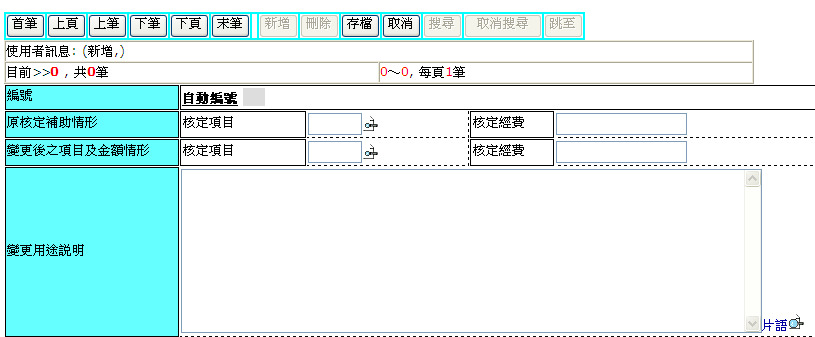 首筆 上頁 上筆 下筆 下頁 末筆 新增 刪除 存檔 取消 搜尋 取消搜尋 跳至
使用者訊息: (新增,)
目前>>0 , 共0筆 0~0, 每頁1筆
編號 自動編號
原核定補助情形 核定項目 核定經費
變更後之項目及金額情形 核定項目 核定經費
變更用途說明
片語